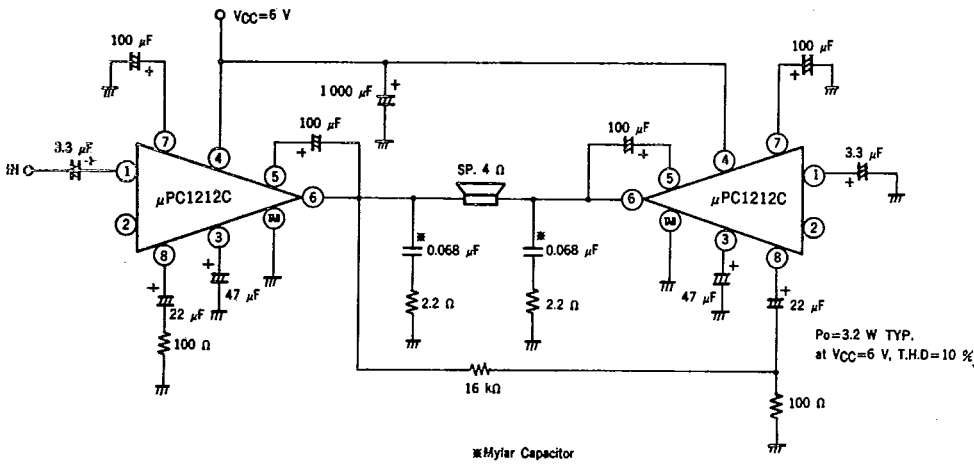 VCC=6 V
100 μF
100 μF
1 000 μF
3.3 μF
100 μF
100 μF
3.3 μF
7
4
5
1
6
2
3
8
TAB
μPC1212C
SP. 4 Ω
7
4
5
1
6
2
3
8
TAB
μPC1212C
IN
※
0.068 μF
※
0.068 μF
47 μF
47 μF
22 μF
22 μF
2.2 Ω
2.2 Ω
100 Ω
Po=3.2 W TYP.
at VCC=6 V, T.H.D=10 %
16 kΩ
100 Ω
※Mylar Capacitor